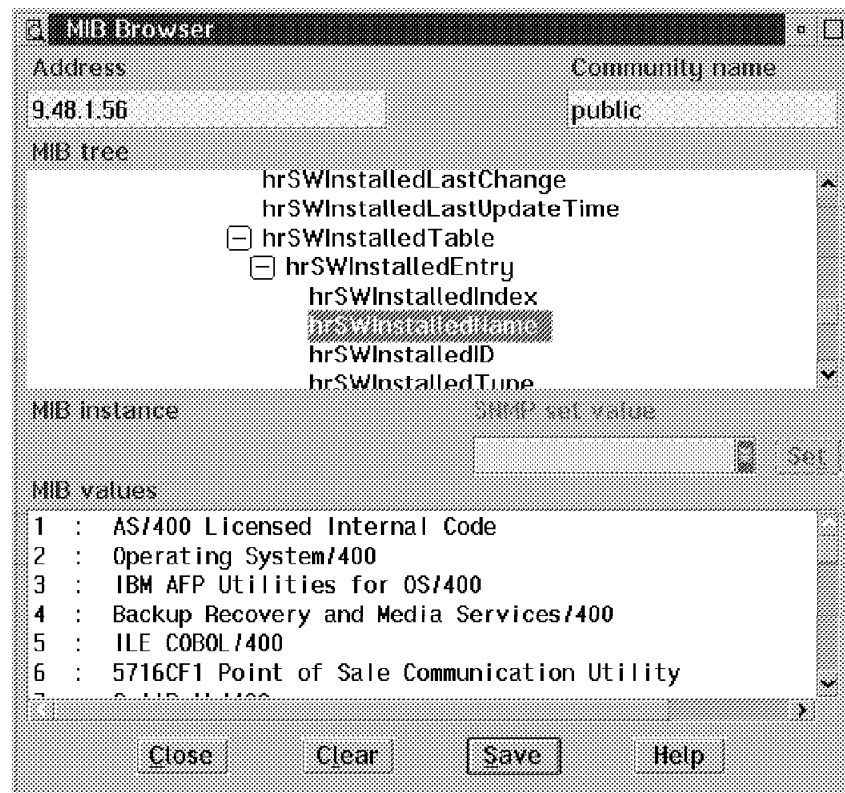 MIB Browser
Address Community name
9.48.1.56 public
MIB tree
hrSWInstalledLastChange
hrSWInstalledLastUpdateTime
hrSWInstalledTable
hrSWInstalledEntry
hrSWInstalledIndex
hrSWInstalledName
hrSWInstalledID
hrSWInstalledType
MIB instance SNMP set value
Set
MIB values
1 : AS/400 Licensed Internal Code
2 : Operating System/400
3 : IBM AFP Utilities for OS/400
4 : Backup Recovery and Media Services/400
5 : ILE COBOL/400
6 : 5716CF1 Point of Sale Communication Utility
Close Clear Save Help